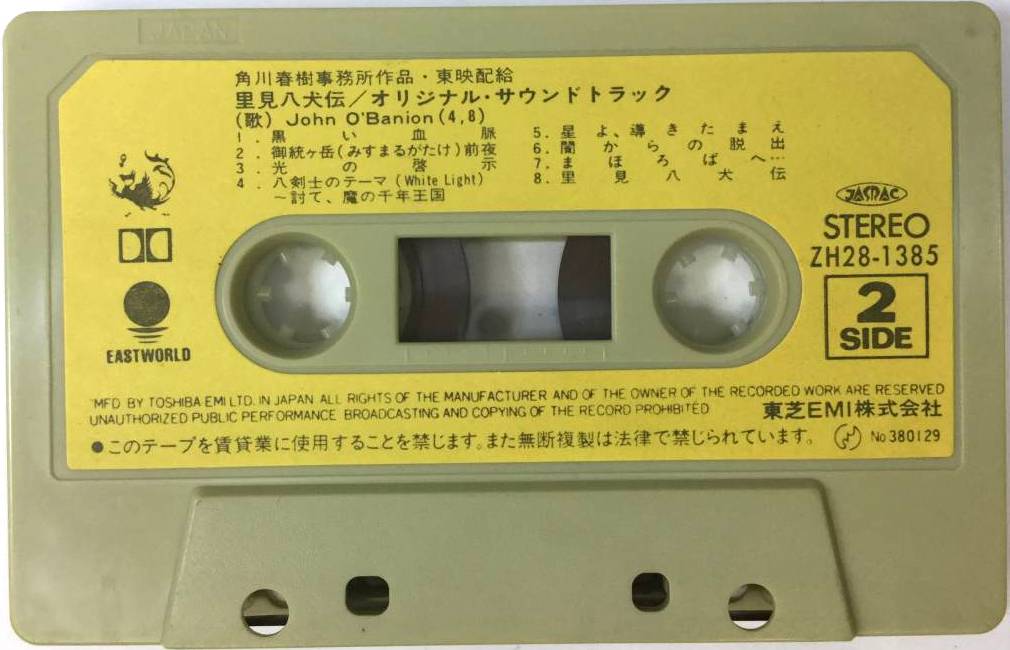 JAPAN
角川春樹事務所作品・東映配給
里見八犬伝／オリジナル・サウンドトラック
(歌) John O'Banion (4,8)
1. 黒い血脈
2. 御統ヶ岳(みすまるがたけ)前夜
3. 光の啓示
4. 八剣士のテーマ (White Light)
～討て、魔の千年王国
5. 星よ、導きたまえ
6. 闇からの脱出
7. まほろばへ…
8. 里見八犬伝
JASRAC
STEREO
ZH28-1385
2
SIDE
EASTWORLD
MFD BY TOSHIBA EMI LTD. IN JAPAN ALL RIGHTS OF THE MANUFACTURER AND OF THE OWNER OF THE RECORDED WORK ARE RESERVED
UNAUTHORIZED PUBLIC PERFORMANCE BROADCASTING AND COPYING OF THE RECORD PROHIBITED
東芝EMI株式会社
●このテープを賃貸業に使用することを禁じます。また無断複製は法律で禁じられています。
No 380129